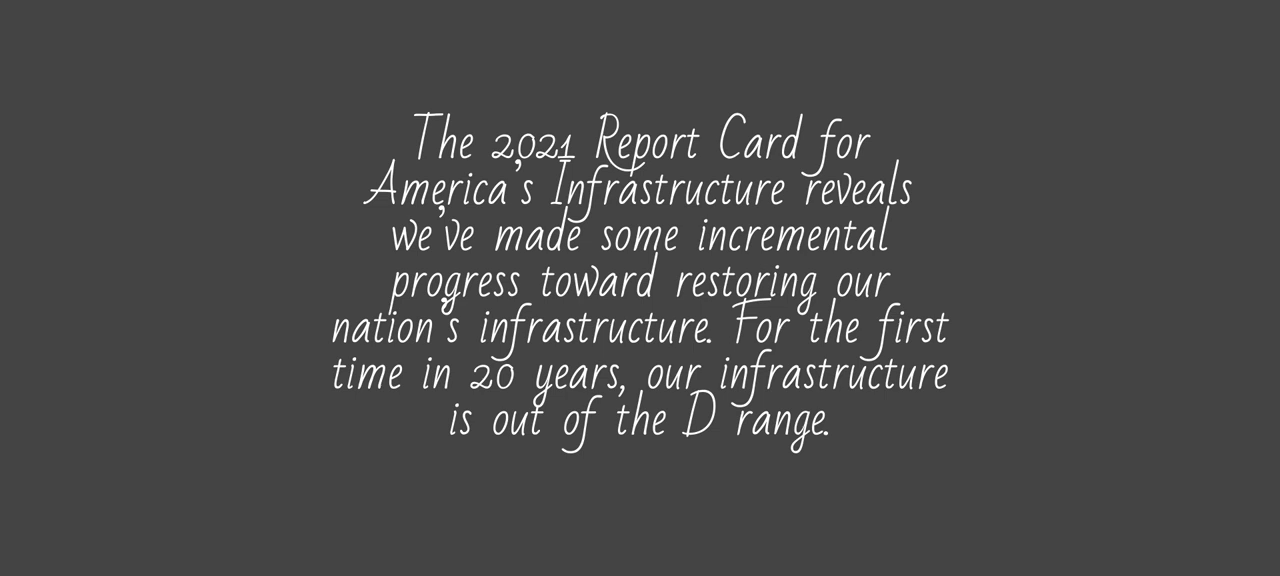 The 2021 Report Card for
America's Infrastructure reveals
we've made some incremental
progress toward restoring our
nation's infrastructure. For the first
time in 20 years, our infrastructure
is out of the D range.